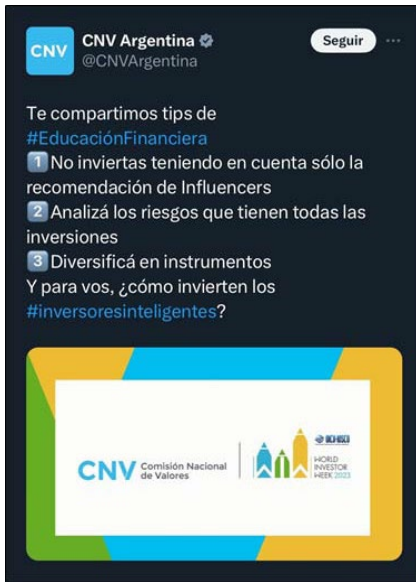 CNV
CNV Argentina
@CNVArgentina
Seguir
Te compartimos tips de
#EducaciónFinanciera
1️⃣ No inviertas teniendo en cuenta sólo la
recomendación de Influencers
2️⃣ Analizá los riesgos que tienen todas las
inversiones
3️⃣ Diversificá en instrumentos
Y para vos, ¿cómo invierten los
#inversoresinteligentes?
CNV Comisión Nacional
de Valores
WORLD
INVESTOR
WEEK 2023